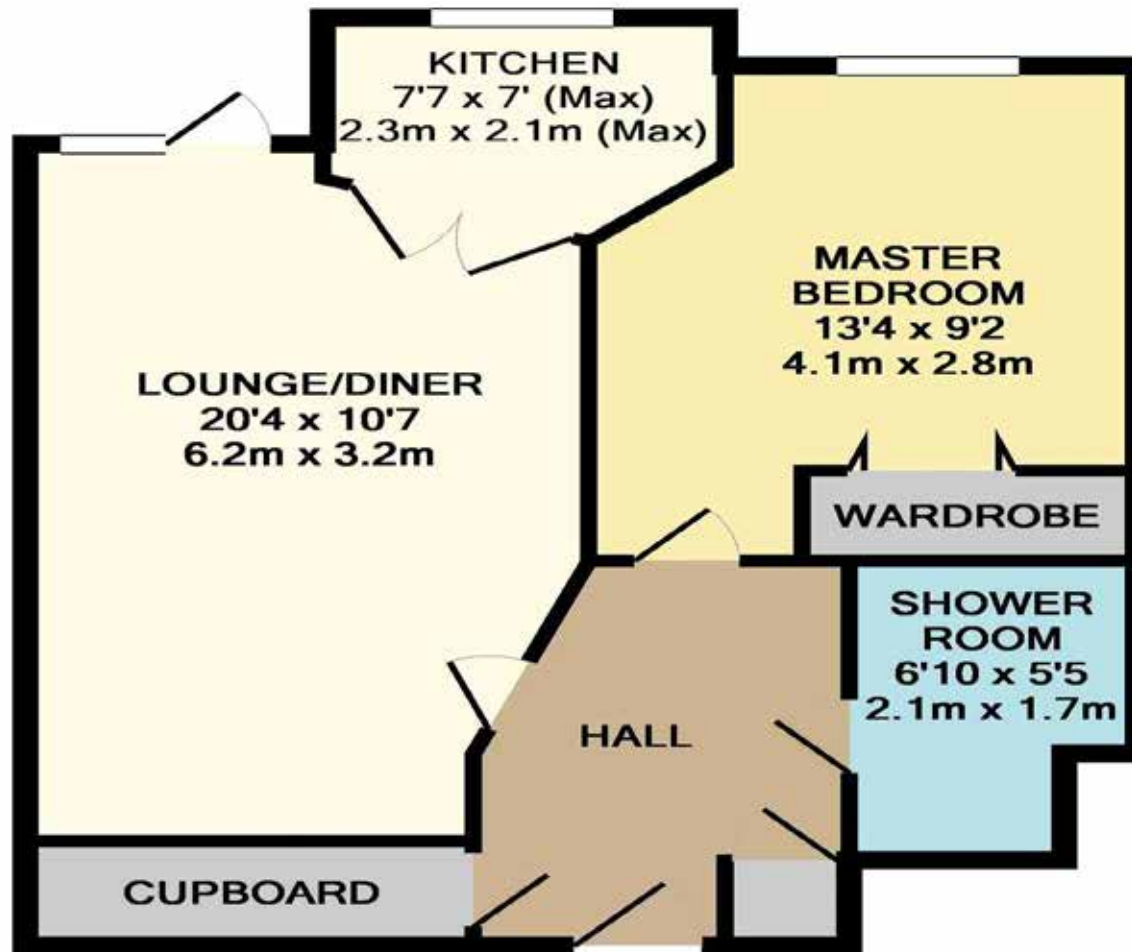 KITCHEN
7'7 x 7' (Max)
2.3m x 2.1m (Max)
MASTER
BEDROOM
13'4 x 9'2
4.1m x 2.8m
LOUNGE/DINER
20'4 x 10'7
6.2m x 3.2m
WARDROBE
SHOWER
ROOM
6'10 x 5'5
2.1m x 1.7m
HALL
CUPBOARD